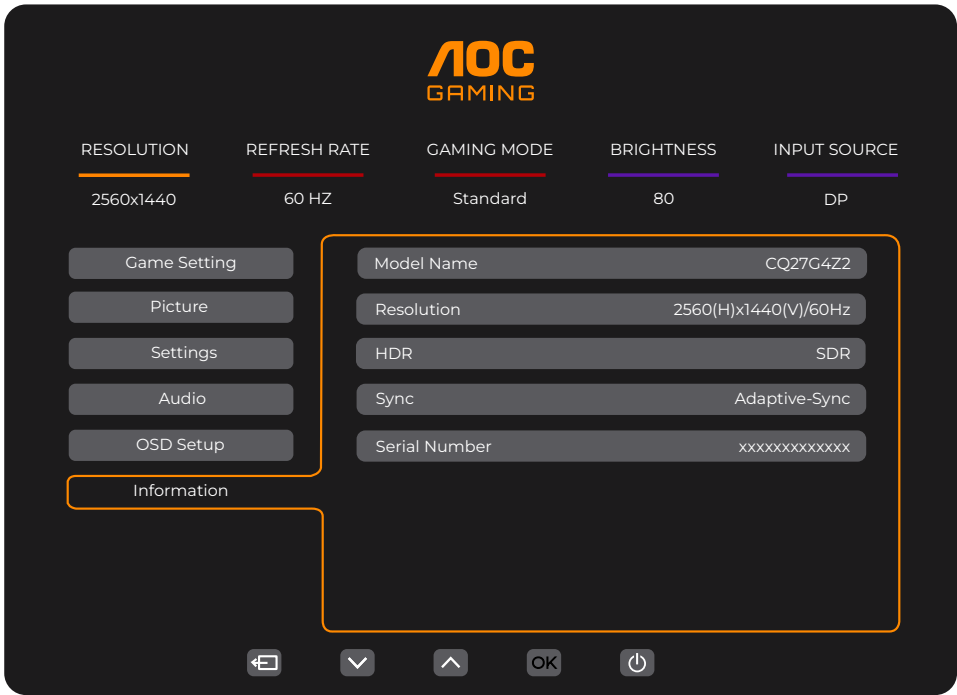 AOC
GAMING
RESOLUTION REFRESH RATE GAMING MODE BRIGHTNESS INPUT SOURCE
2560x1440 60 HZ Standard 80 DP
Game Setting
Model Name CQ27G4Z2
Picture
Resolution 2560(H)x1440(V)/60Hz
Settings
HDR SDR
Audio
Sync Adaptive-Sync
OSD Setup
Serial Number xxxxxxxxxxxxx
Information
OK